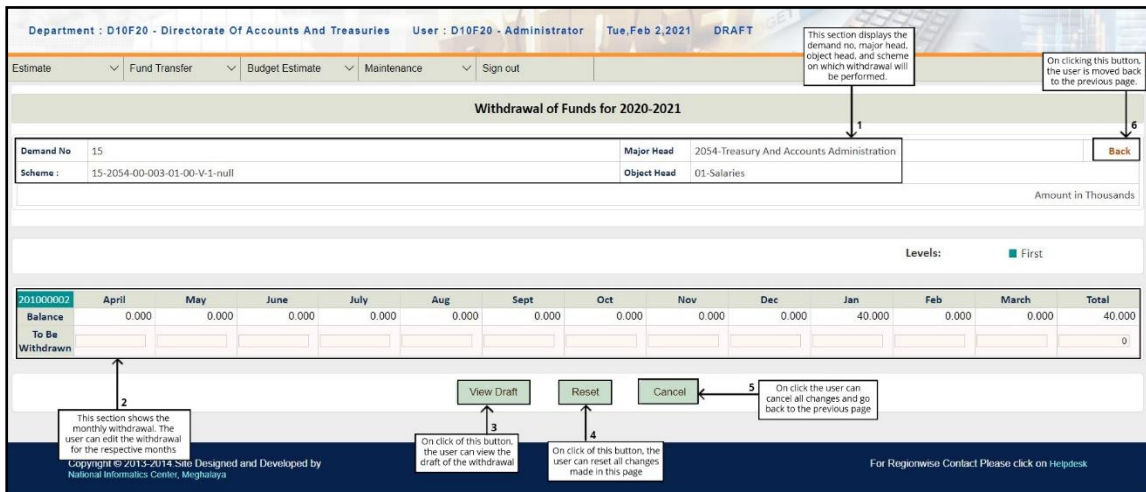 Department : D10F20 - Directorate Of Accounts And Treasuries User : D10F20 - Administrator Tue,Feb 2,2021 DRAFT
This section displays the
demand no, major head,
object head, and scheme
on which withdrawal will
be performed.
On clicking this button,
the user is moved back
to the previous page.
Estimate Fund Transfer Budget Estimate Maintenance Sign out
Withdrawal of Funds for 2020-2021
1
6
Demand No 15 Major Head 2054-Treasury And Accounts Administration Back
Scheme : 15-2054-00-003-01-00-V-1-null Object Head 01-Salaries
Amount in Thousands
Levels: First
201000002 April May June July Aug Sept Oct Nov Dec Jan Feb March Total
Balance 0.000 0.000 0.000 0.000 0.000 0.000 0.000 0.000 0.000 40.000 0.000 0.000 40.000
To Be
Withdrawn 0
View Draft Reset Cancel
2
This section shows the
monthly withdrawal. The
user can edit the withdrawal
for the respective months
3
On click of this button,
the user can view the
draft of the withdrawal
4
On click of this button, the
user can reset all changes
made in this page
5
On click the user can
cancel all changes and go
back to the previous page
Copyright © 2013-2014.Site Designed and Developed by
National Informatics Center, Meghalaya
For Regionwise Contact Please click on Helpdesk